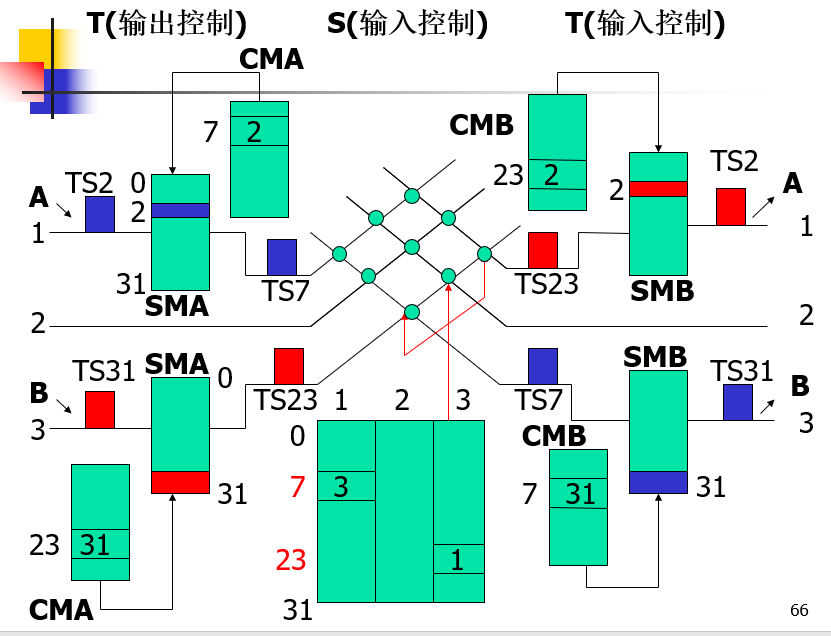 T(输出控制) S(输入控制) T(输入控制)
CMA
7 2
CMB
23 2
A TS2 0
2
1
31
SMA
TS7
TS2 A
2
1
TS23
SMB
2
2
TS31 SMA 0
B
3
31
TS23 1 2 3
TS7
SMB
TS31 B
3
CMB
7 31
31
0
7 3
23 1
31
23 31
CMA
66